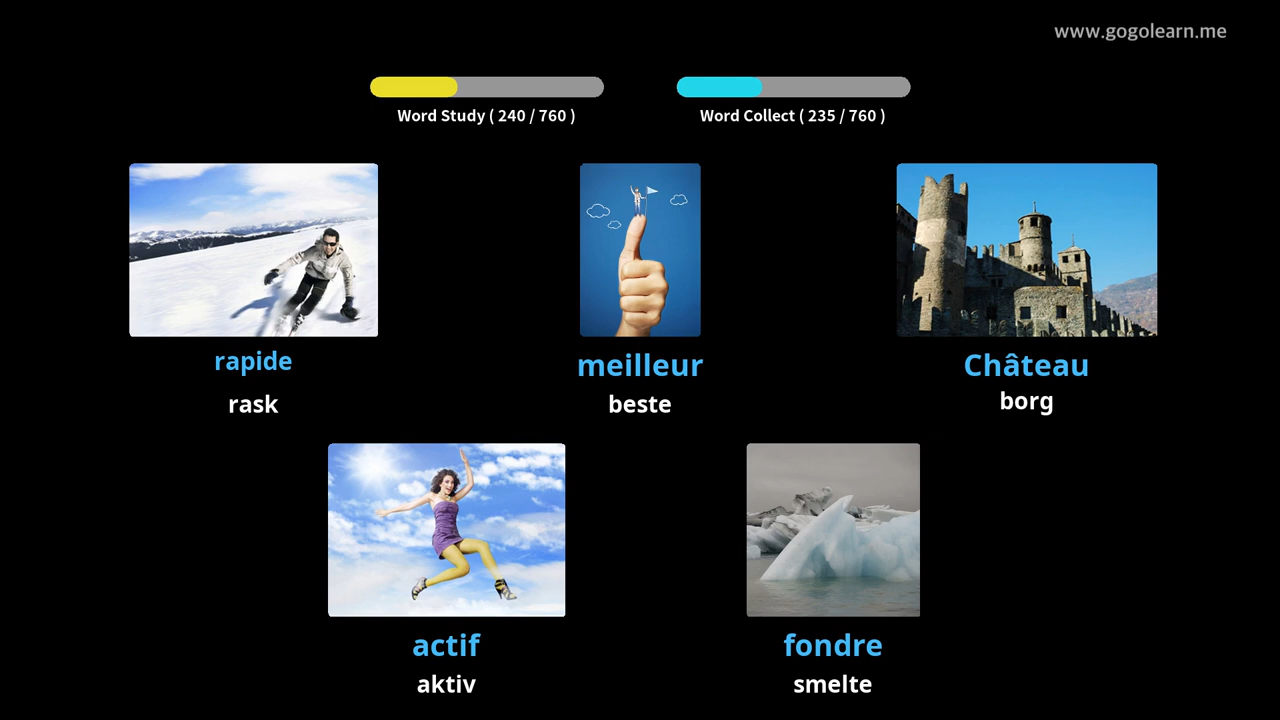 www.gogolearn.me
Word Study ( 240 / 760 )
Word Collect ( 235 / 760 )
rapide
rask
meilleur
beste
Château
borg
actif
aktiv
fondre
smelte